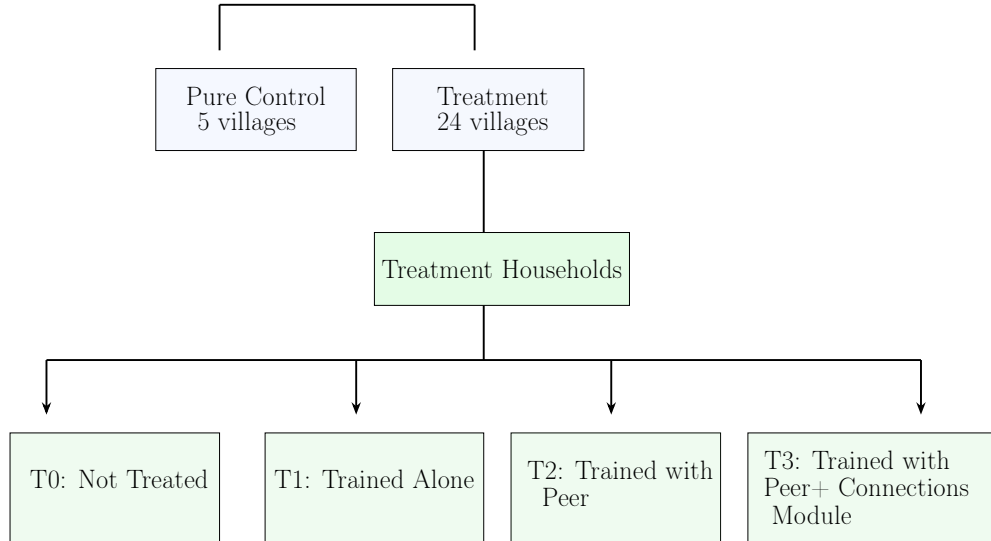 Pure Control
5 villages
Treatment
24 villages
Treatment Households
T0: Not Treated
T1: Trained Alone
T2: Trained with
Peer
T3: Trained with
Peer+ Connections
Module